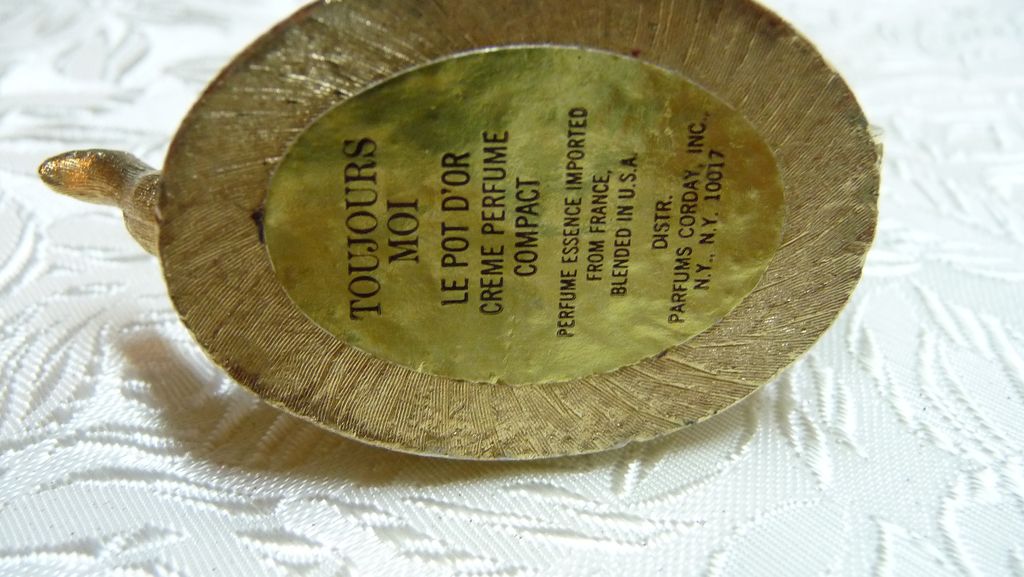 TOUJOURS
MOI
LE POT D'OR
CREME PERFUME
COMPACT
PERFUME ESSENCE IMPORTED
FROM FRANCE,
BLENDED IN U.S.A.
DISTR.
PARFUMS CORDAY, INC.,
N.Y., N.Y. 10017